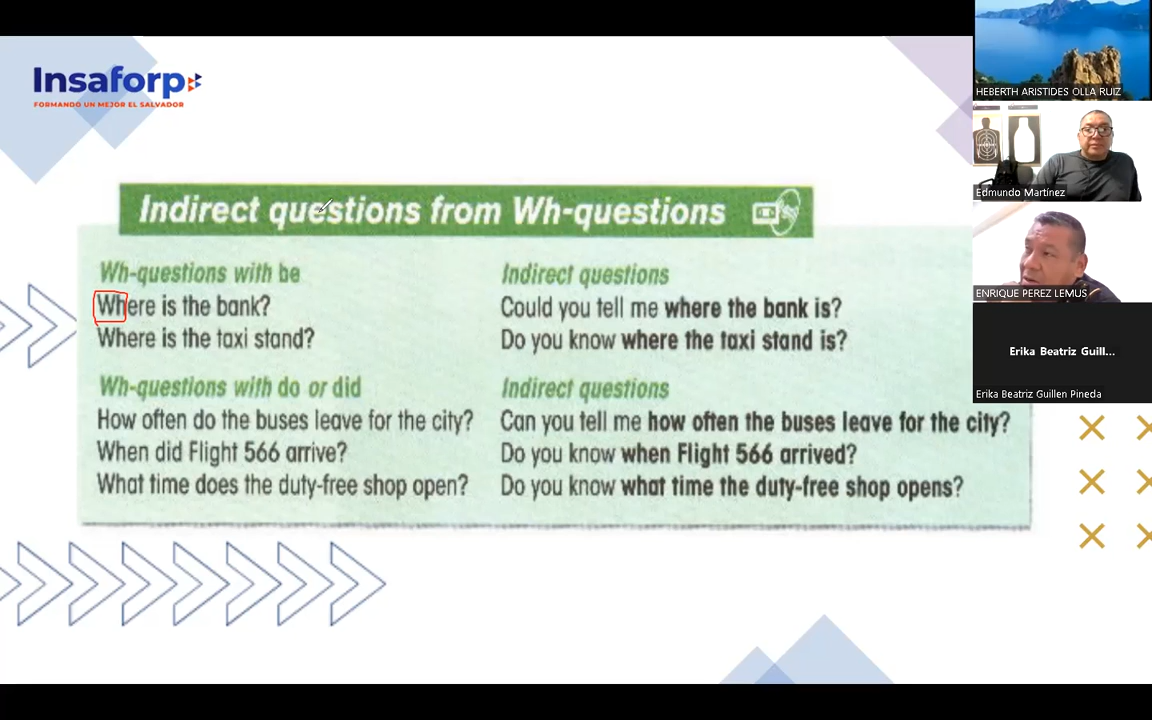 Insaforp
FORMANDO UN MEJOR EL SALVADOR
Indirect questions from Wh-questions
Wh-questions with be
Where is the bank?
Where is the taxi stand?
Indirect questions
Could you tell me where the bank is?
Do you know where the taxi stand is?
Wh-questions with do or did
How often do the buses leave for the city?
When did Flight 566 arrive?
What time does the duty-free shop open?
Indirect questions
Can you tell me how often the buses leave for the city?
Do you know when Flight 566 arrived?
Do you know what time the duty-free shop opens?
HEBERTH ARISTIDES OLLA RUIZ
Edmundo Martínez
ENRIQUE PEREZ LEMUS
Erika Beatriz Guill...
Erika Beatriz Guillen Pineda